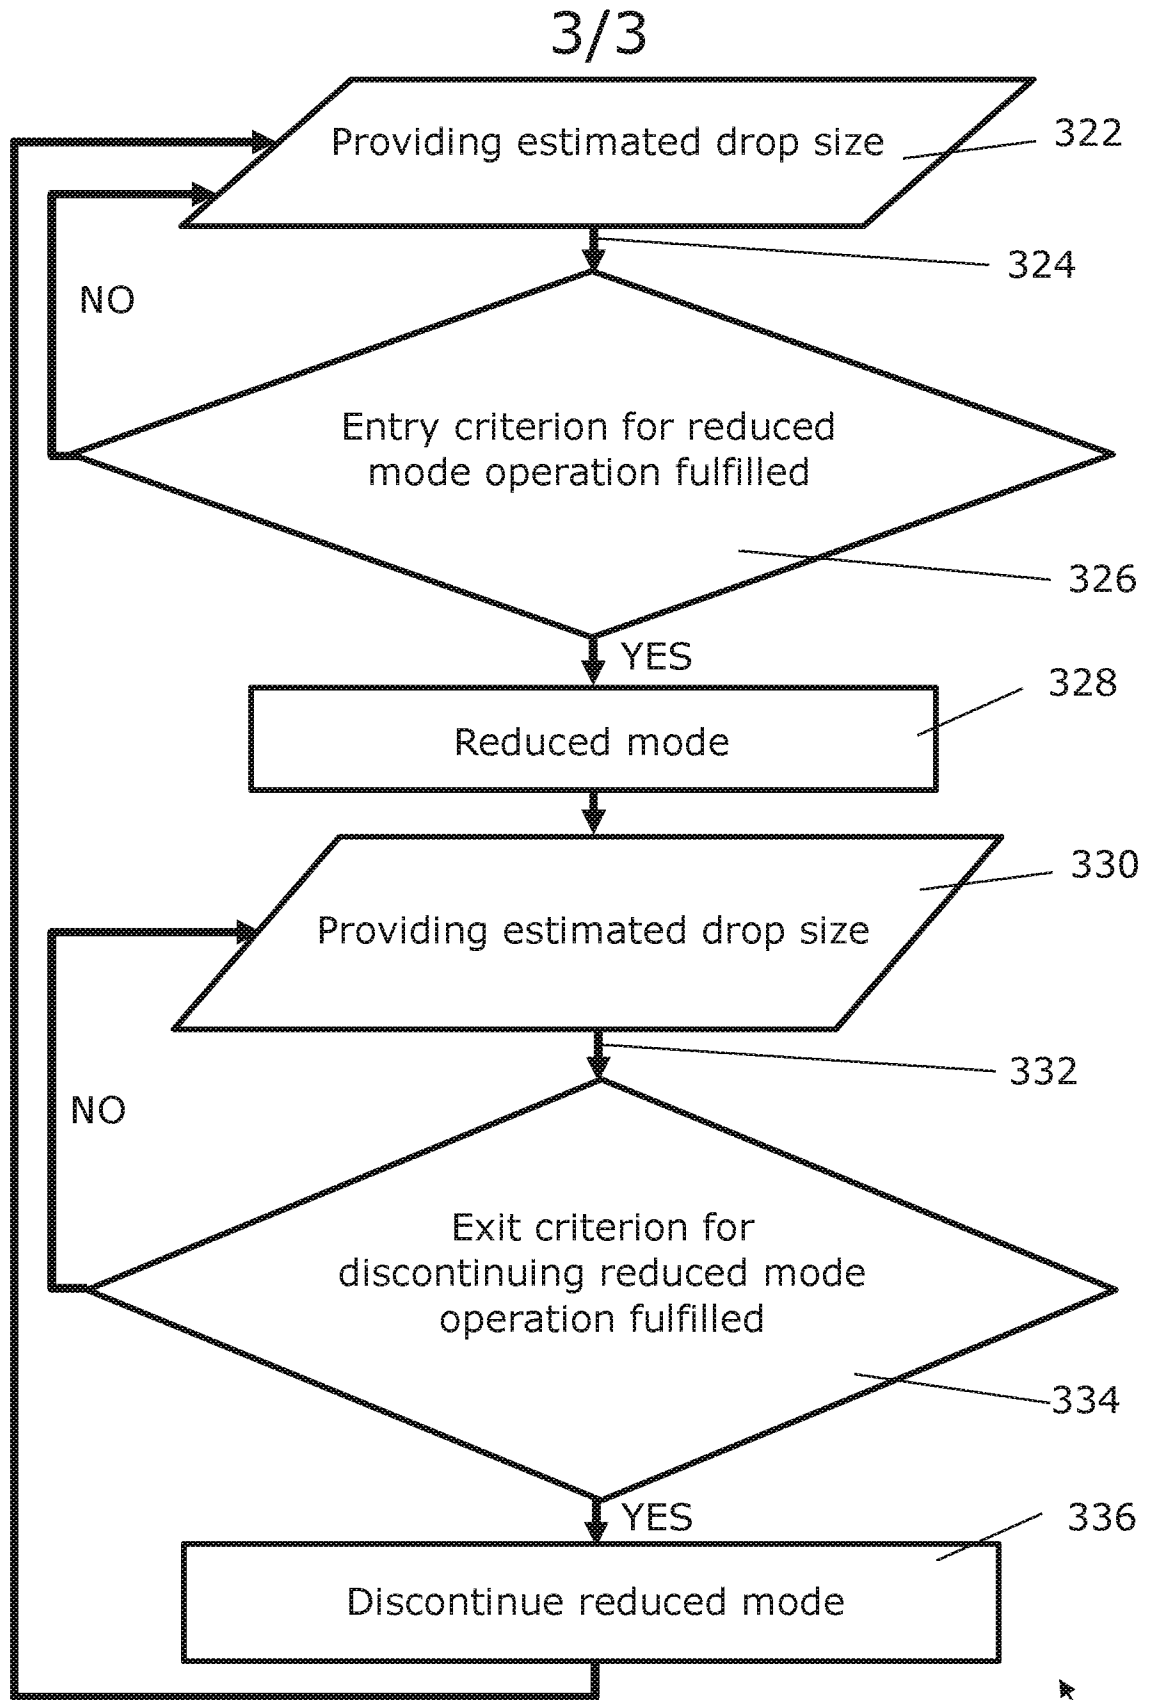 3/3
Providing estimated drop size
322
324
NO
Entry criterion for reduced
mode operation fulfilled
326
YES
328
Reduced mode
330
Providing estimated drop size
332
NO
Exit criterion for
discontinuing reduced mode
operation fulfilled
334
YES
336
Discontinue reduced mode